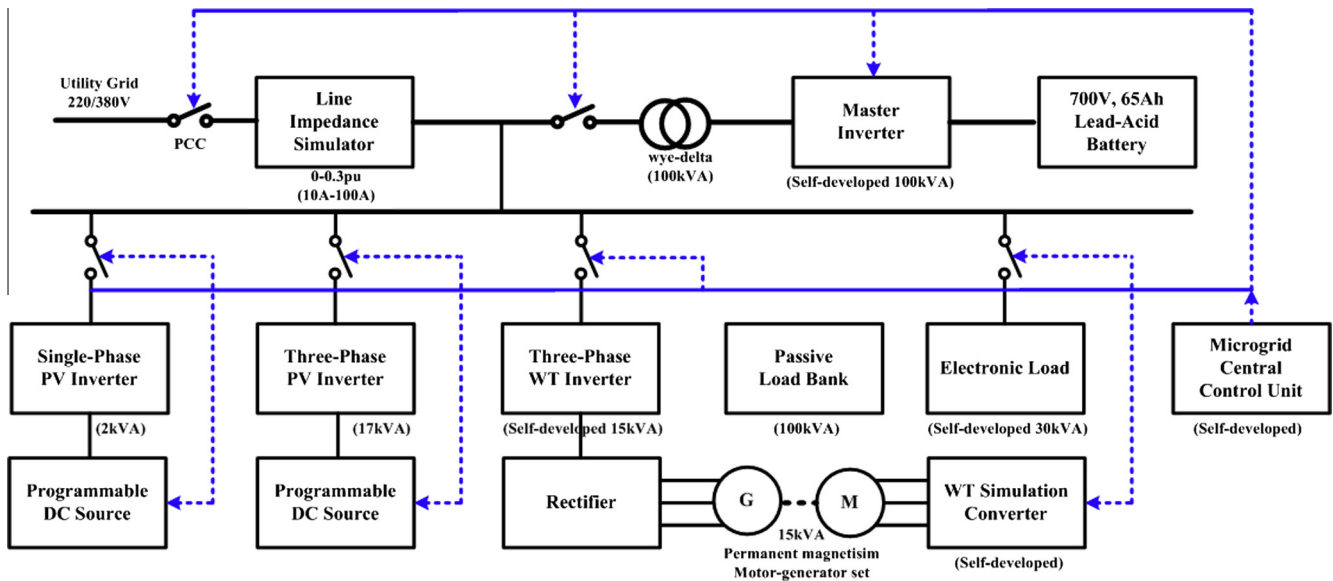 Utility Grid
220/380V
PCC
Line
Impedance
Simulator
0-0.3pu
(10A-100A)
wye-delta
(100kVA)
Master
Inverter
(Self-developed 100kVA)
700V, 65Ah
Lead-Acid
Battery
Single-Phase
PV Inverter
(2kVA)
Three-Phase
PV Inverter
(17kVA)
Three-Phase
WT Inverter
(Self-developed 15kVA)
Passive
Load Bank
(100kVA)
Electronic Load
(Self-developed 30kVA)
Microgrid
Central
Control Unit
(Self-developed)
Programmable
DC Source
Programmable
DC Source
Rectifier
G
M
15kVA
Permanent magnetisim
Motor-generator set
WT Simulation
Converter
(Self-developed)